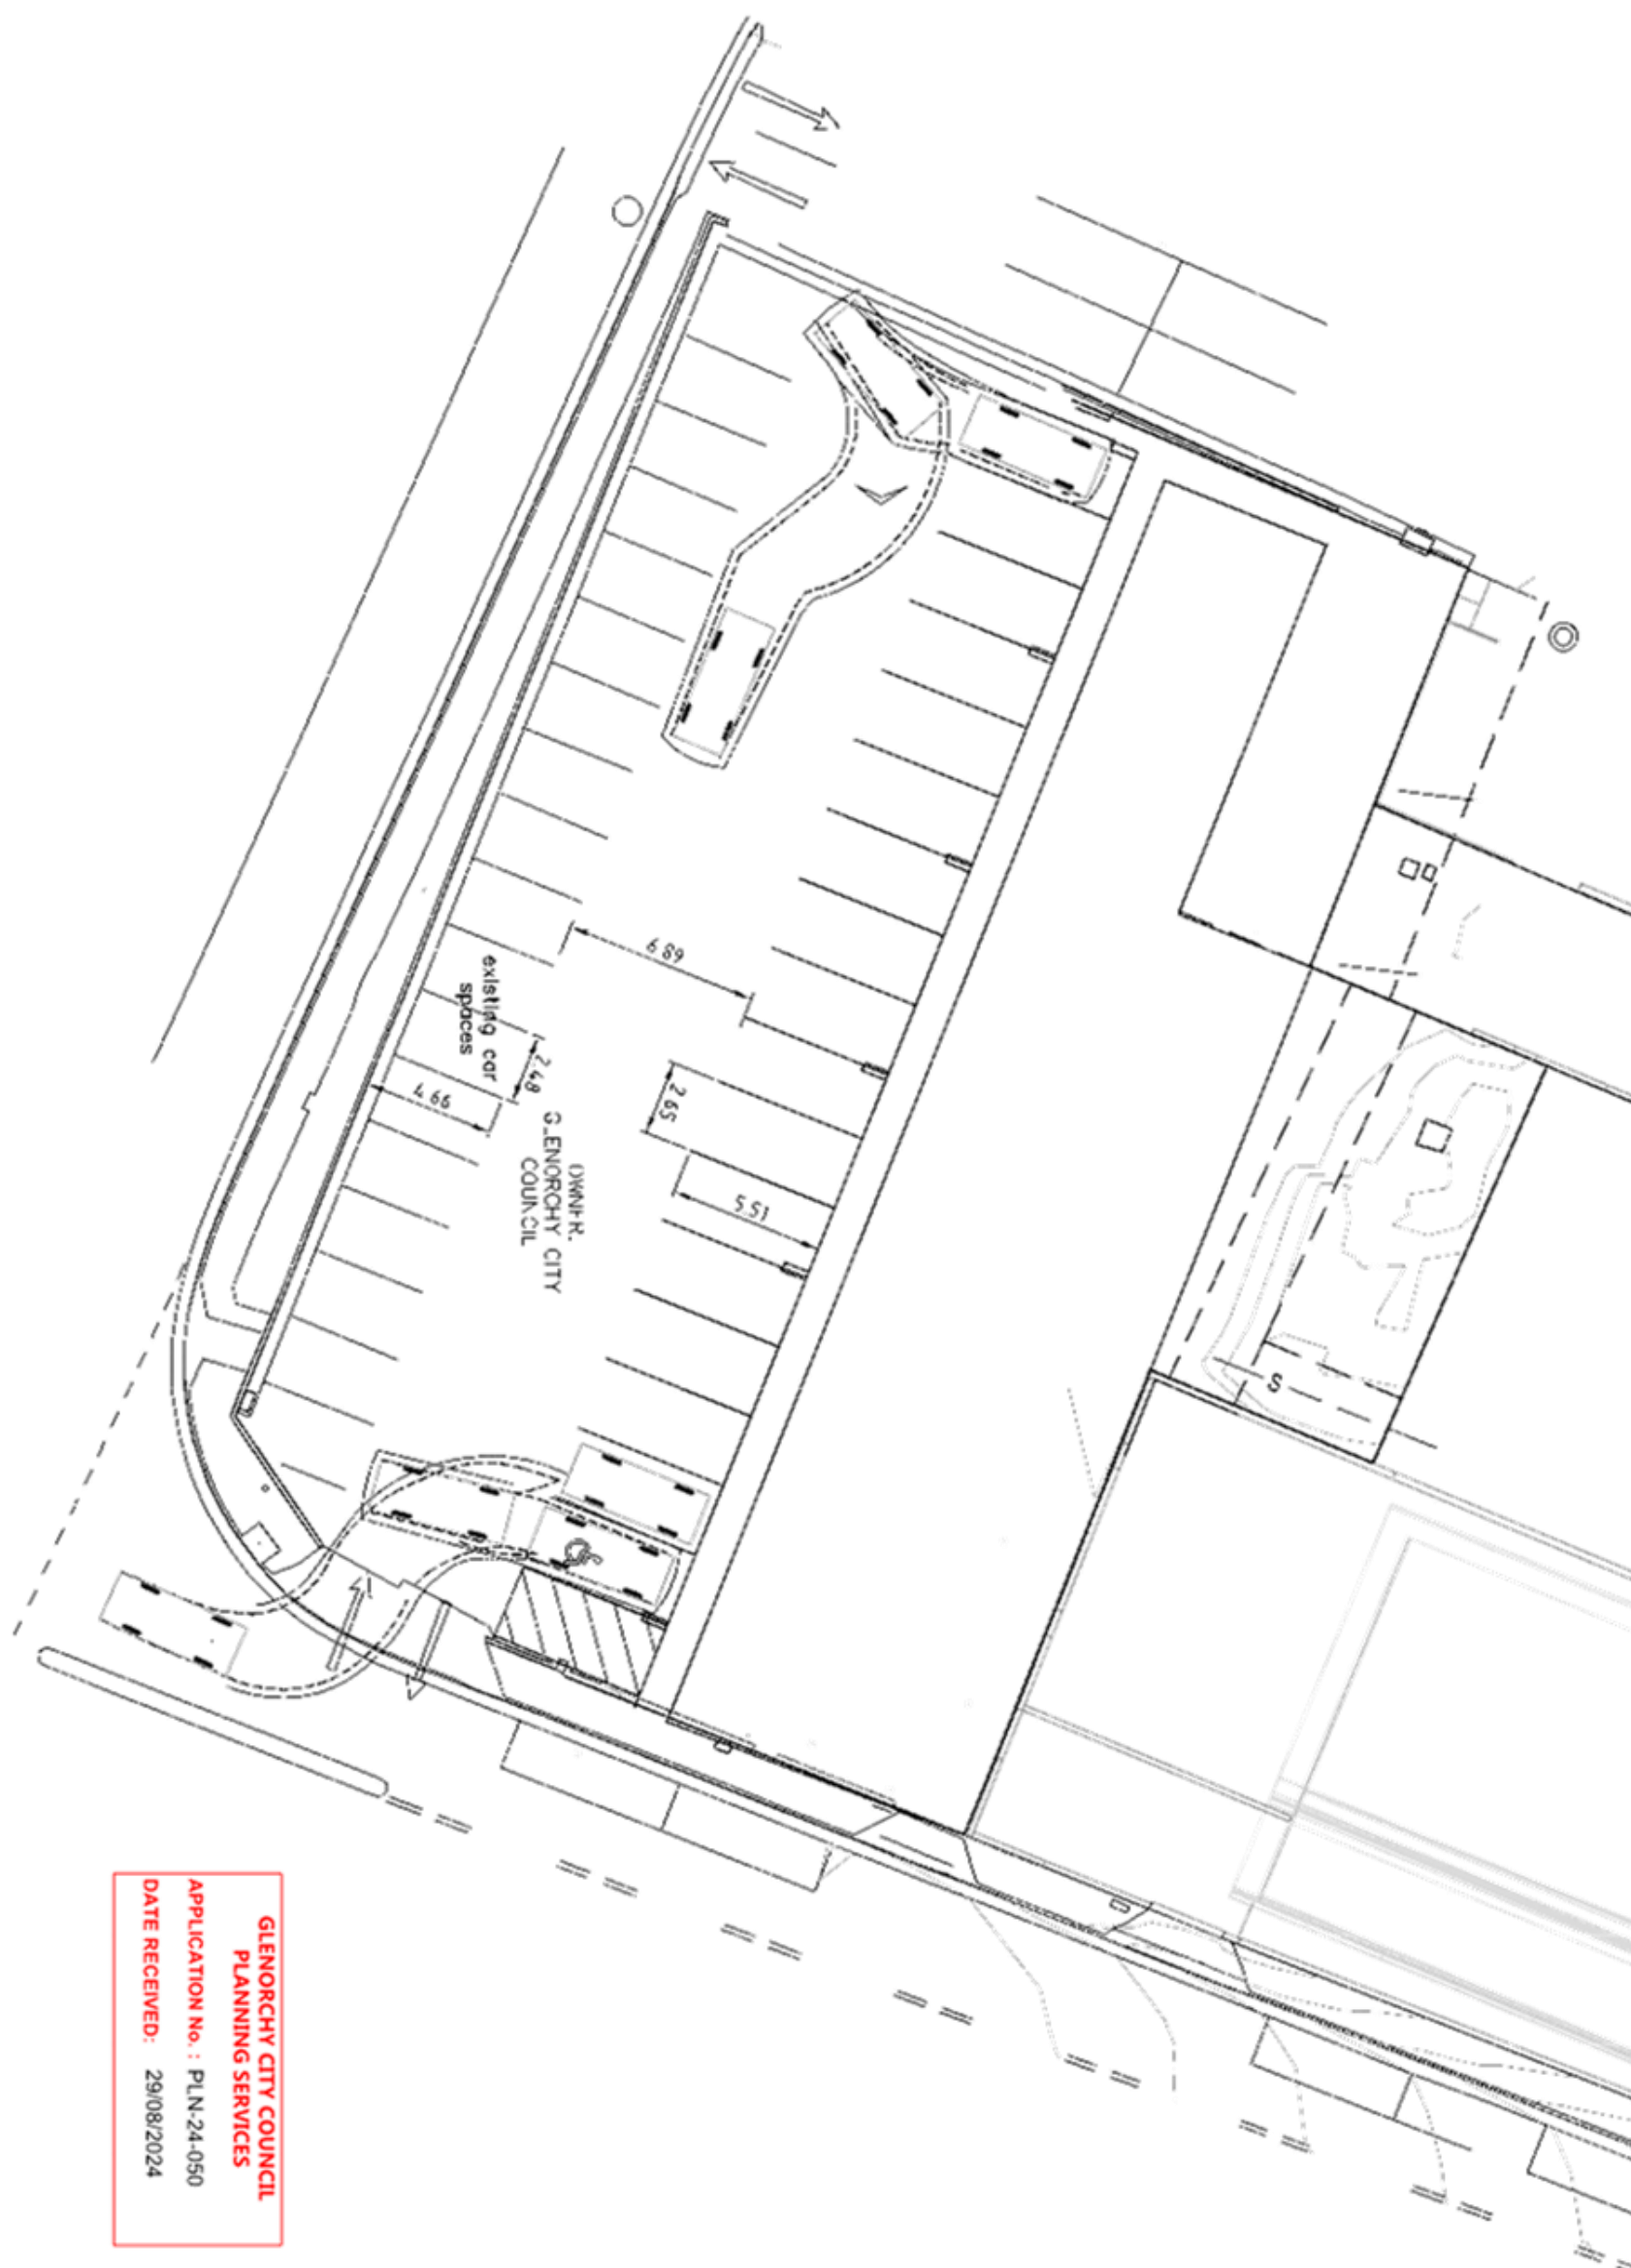 6.89
existing car
spaces
2.48
4.66
2.65
5.51
OWNER.
GLENORCHY CITY
COUNCIL
S
GLENORCHY CITY COUNCIL
PLANNING SERVICES
APPLICATION No. : PLN-24-050
DATE RECEIVED: 29/08/2024